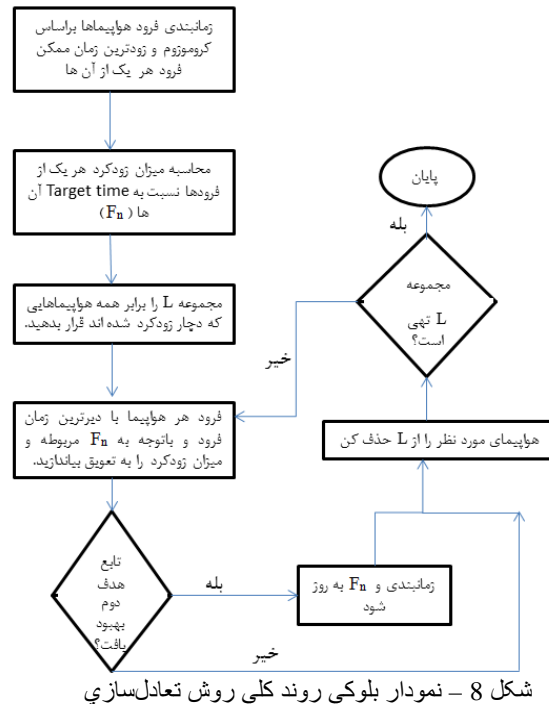 زمانبندی فرود هواپیماها براساس
کروموزوم و زودترین زمان ممکن
فرود هر یک از آن ها
محاسبه میزان زودکرد هر یک از
فرودها نسبت به Target time آن
ها (Fn)
مجموعه L را برابر همه هواپیماهایی
که دچار زودکرد شده اند قرار بدهید.
فرود هر هواپیما با دیرترین زمان
فرود و باتوجه به Fn مربوطه و
میزان زودکرد را به تعویق بیاندازید.
تابع
هدف
دوم
بهبود
یافت؟
بله
خیر
زمانبندی و Fn به روز
شود
هواپیمای مورد نظر را از L حذف کن
مجموعه
L تهی
است؟
خیر
بله
پایان
شکل 8 – نمودار بلوکی روند کلی روش تعادل‌سازي